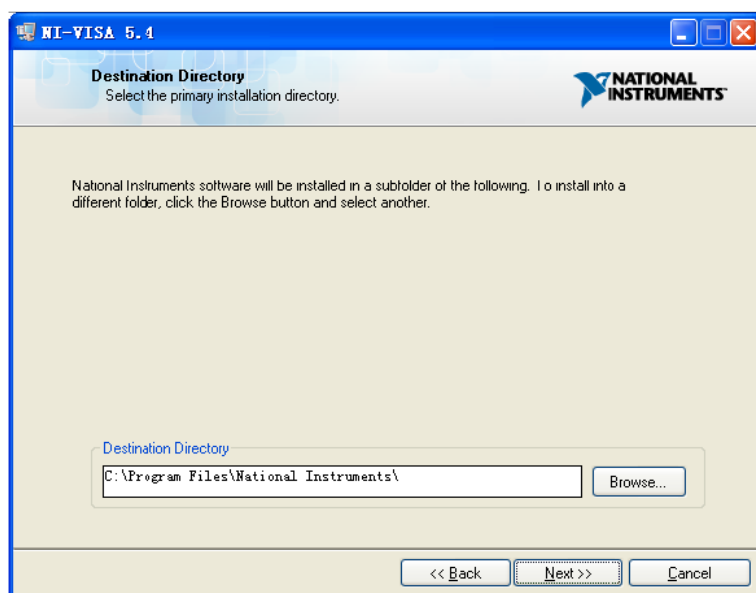 NI-VISA 5.4
Destination Directory
Select the primary installation directory.
NATIONAL
INSTRUMENTS™
National Instruments software will be installed in a subfolder of the following. To install into a
different folder, click the Browse button and select another.
Destination Directory
C:\Program Files\National Instruments\
Browse...
<< Back
Next >>
Cancel